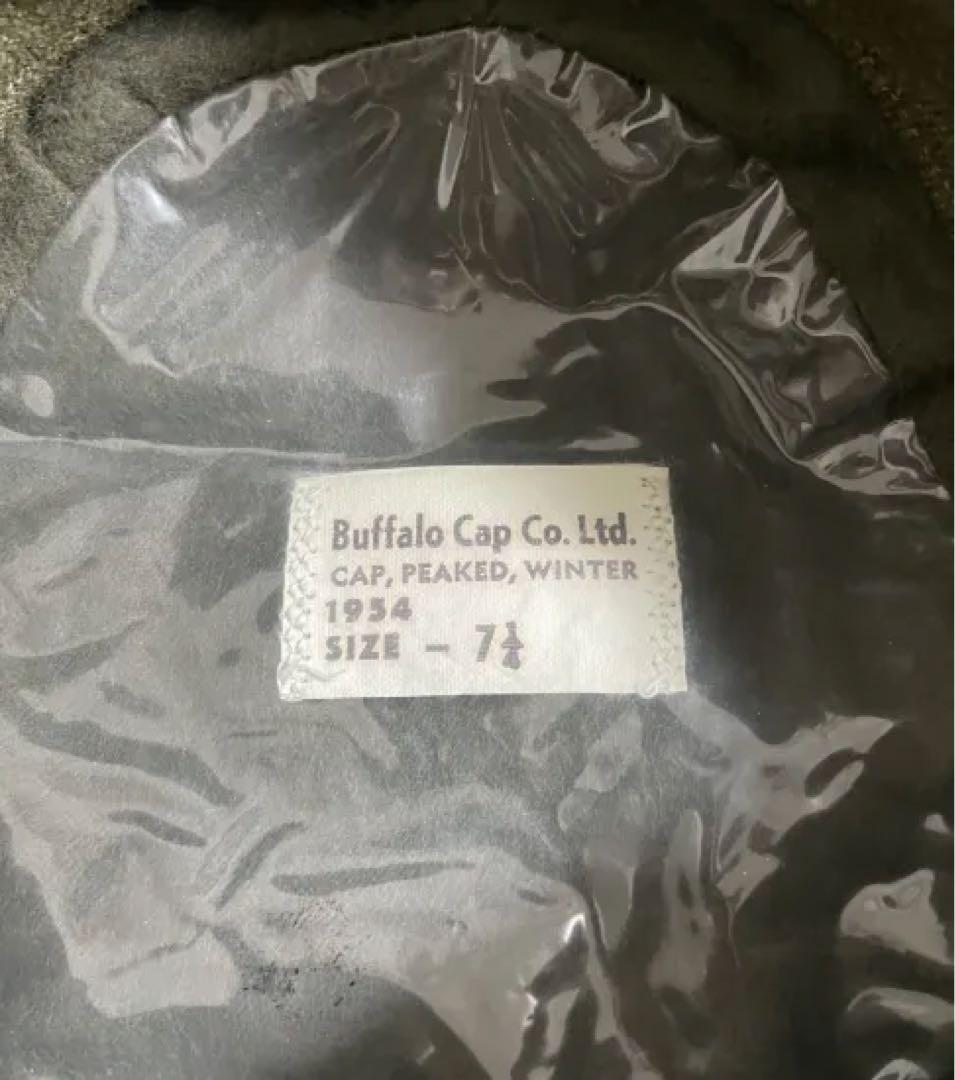 Buffalo Cap Co. Ltd.
CAP, PEAKED, WINTER
1954
SIZE – 7¼